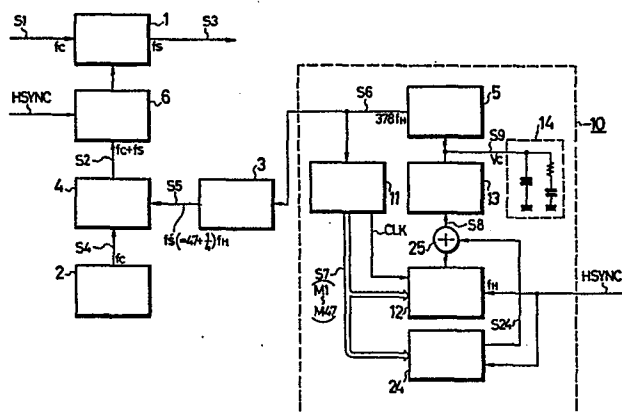 S1
1
S3
fc
fs
HSYNC
6
S6
5
14
10
378fH
S9
Vc
S2
fc+fs
3
4
S5
11
13
fs(=47+1/4)fH
CLK
S8
25
S4
fc
2
S7
(M1
M47)
fH
HSYNC
12
S24
24